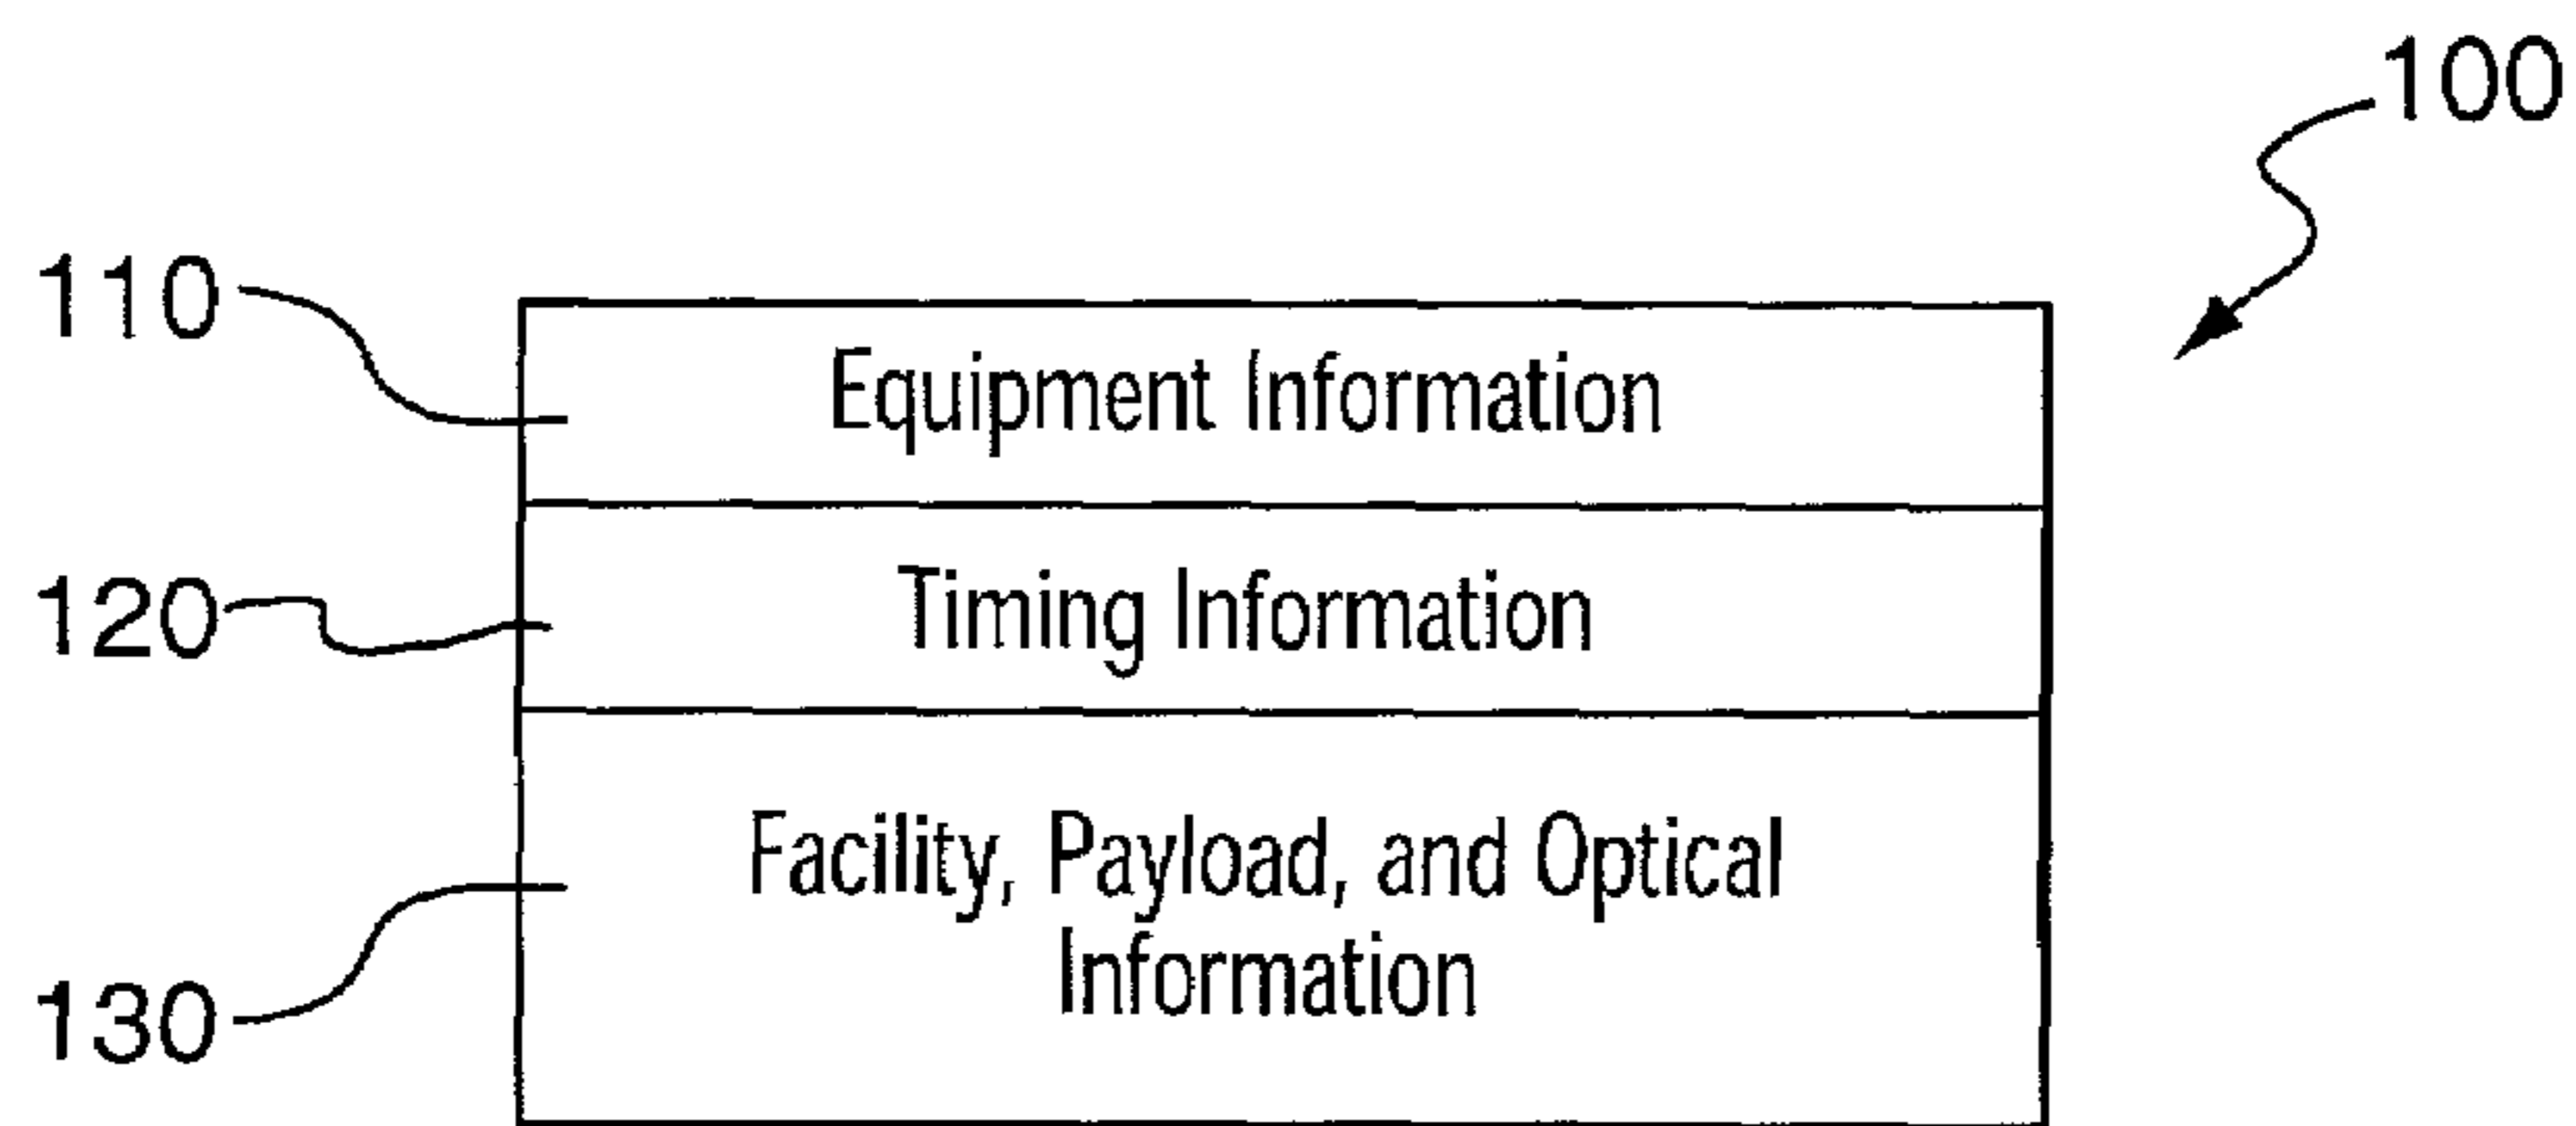 100
110
Equipment Information
120
Timing Information
Facility, Payload, and Optical
Information
130